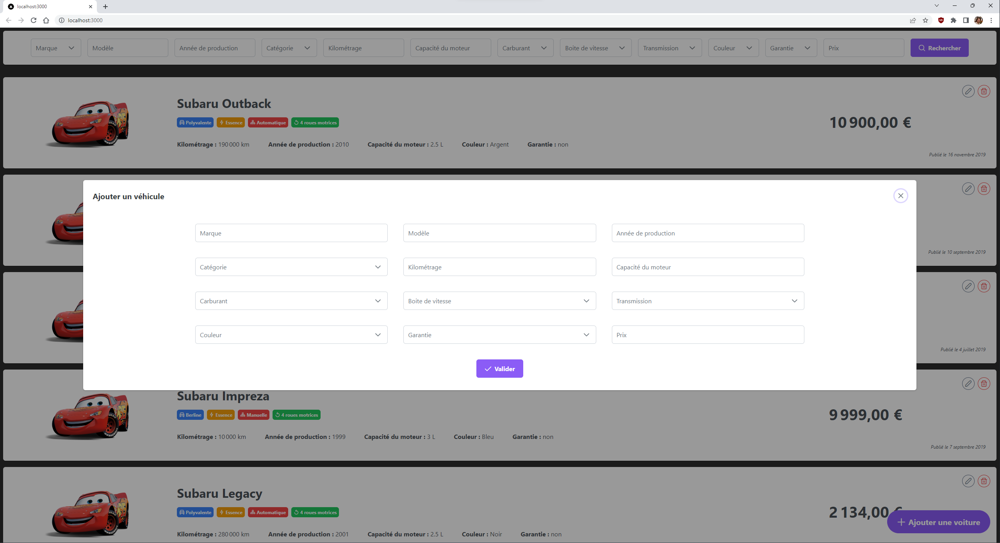 localhost:3000
localhost:3000
Marque Modèle Année de production Catégorie Kilométrage Capacité du moteur Carburant Boite de vitesse Transmission Couleur Garantie Prix Rechercher
Subaru Outback
Polyvalente Essence Automatique 4 roues motrices
10 900,00 €
Kilométrage : 190 000 km Année de production : 2010 Capacité du moteur : 2.5 L Couleur : Argent Garantie : non
Publié le 16 novembre 2019
Ajouter un véhicule
Marque Modèle Année de production
Publié le 10 septembre 2019
Catégorie Kilométrage Capacité du moteur
Carburant Boite de vitesse Transmission
Couleur Garantie Prix
Publié le 4 juillet 2019
Valider
Subaru Impreza
Berline Essence Manuelle 4 roues motrices
9 999,00 €
Kilométrage : 10 000 km Année de production : 1999 Capacité du moteur : 3 L Couleur : Bleu Garantie : non
Publié le 7 septembre 2019
Subaru Legacy
Polyvalente Essence Automatique 4 roues motrices
2 134,00 €
Ajouter une voiture
Kilométrage : 280 000 km Année de production : 2001 Capacité du moteur : 2.5 L Couleur : Noir Garantie : non